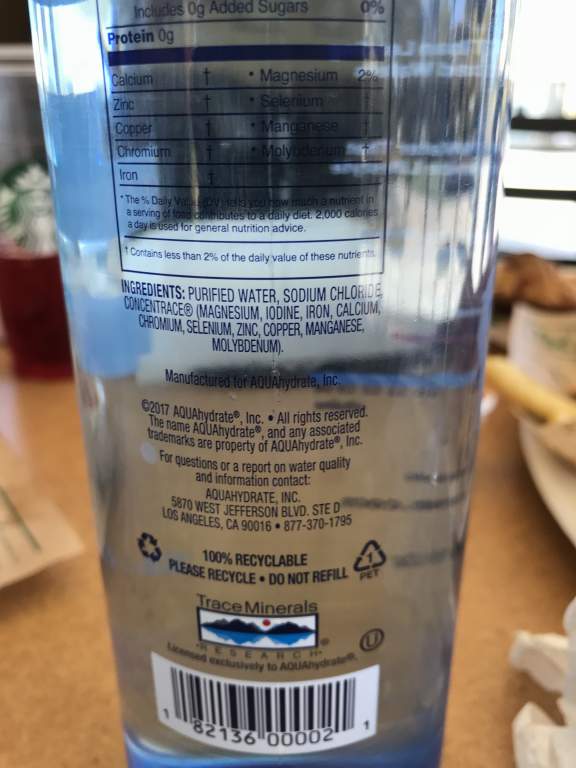 Includes 0g Added Sugars 0%
Protein 0g
Calcium † • Magnesium 2%
Zinc † • Selenium †
Copper † • Manganese †
Chromium † • Molybdenum †
Iron †
* The % Daily Value (DV) tells you how much a nutrient in
a serving of food contributes to a daily diet. 2,000 calories
a day is used for general nutrition advice.
† Contains less than 2% of the daily value of these nutrients.
INGREDIENTS: PURIFIED WATER, SODIUM CHLORIDE,
CONCENTRACE® (MAGNESIUM, IODINE, IRON, CALCIUM,
CHROMIUM, SELENIUM, ZINC, COPPER, MANGANESE,
MOLYBDENUM).
Manufactured for AQUAhydrate, Inc.
©2017 AQUAhydrate®, Inc. • All rights reserved.
The name AQUAhydrate®, and any associated
trademarks are property of AQUAhydrate®, Inc.
For questions or a report on water quality
and information contact:
AQUAHYDRATE, INC.
5870 WEST JEFFERSON BLVD. STE D
LOS ANGELES, CA 90016 • 877-370-1795
100% RECYCLABLE
PLEASE RECYCLE • DO NOT REFILL
1
PET
TraceMinerals
RESEARCH®
U
Licensed exclusively to AQUAhydrate®.
1 82136 00002 1